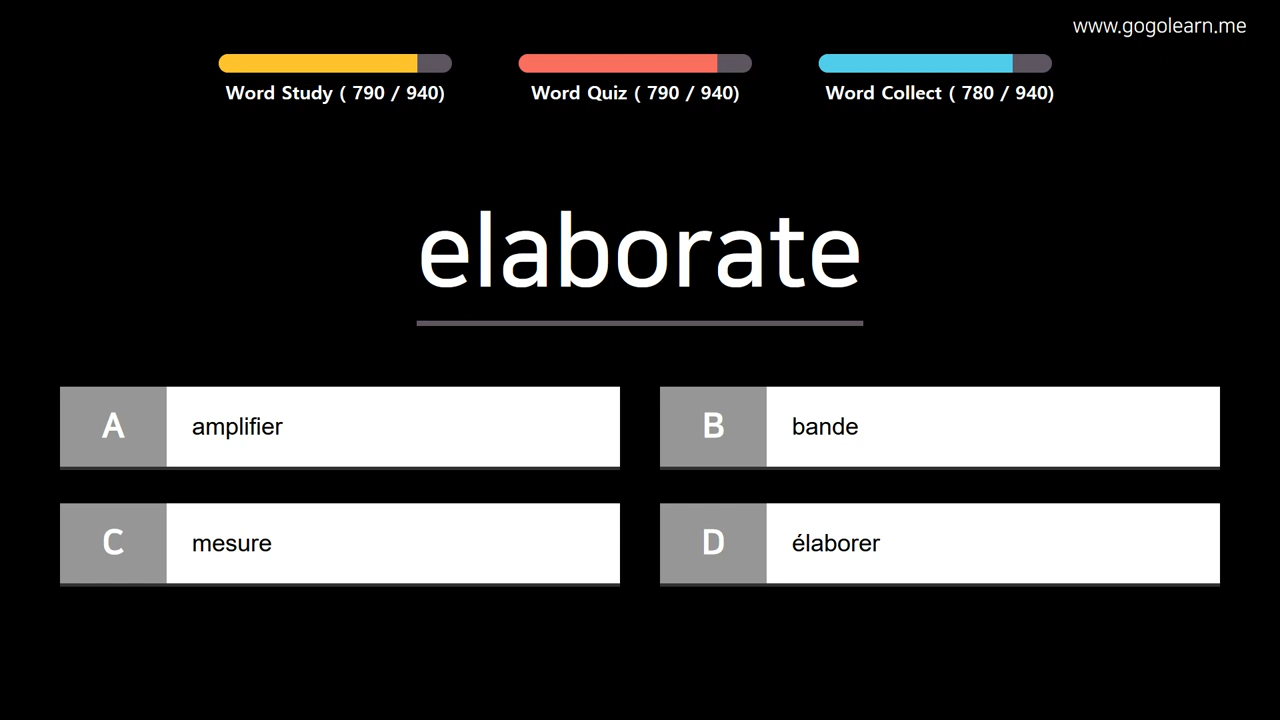 www.gogolearn.me
Word Study ( 790 / 940)
Word Quiz ( 790 / 940)
Word Collect ( 780 / 940)
elaborate
A amplifier
B bande
C mesure
D élaborer